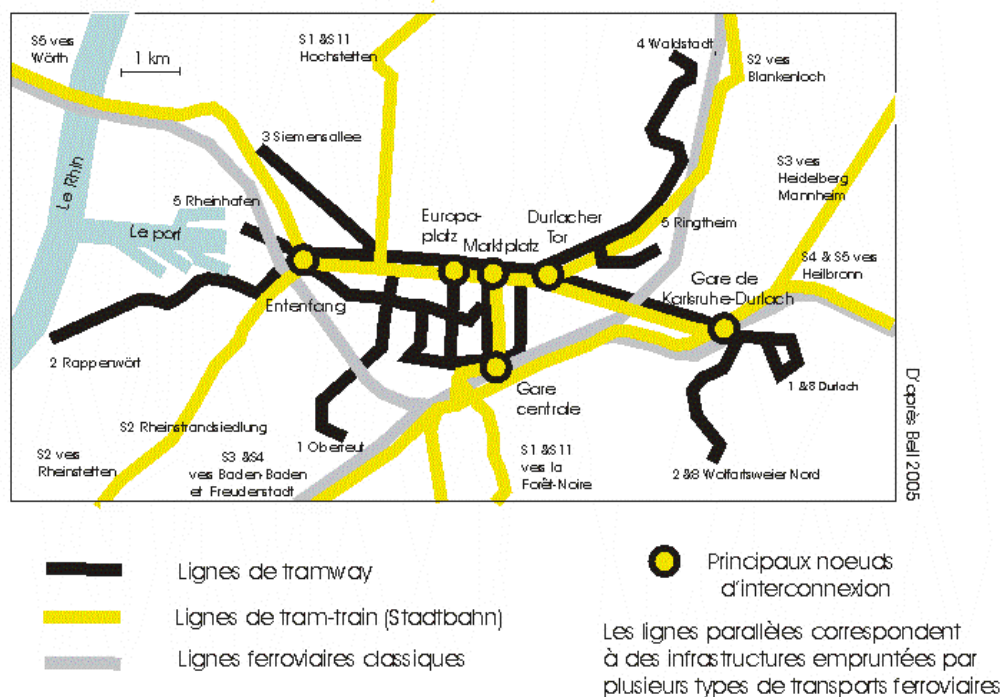 S5 vers
Wörth
1 km
S1 &S11
Hochstetten
4 Waldstadt
S2 vers
Blankenloch
3 Siemensallee
S3 vers
Heidelberg
Mannheim
Le Rhin
5 Rheinhafen
Le port
Europa-
platz
Marktplatz
Durlacher
Tor
5 Ringtheim
S4 & S5 vers
Heilbronn
Gare de
Karlsruhe-Durlach
Entenfang
2 Rappenwört
1 &8 Durlach
Gare
centrale
S2 Rheinstrandsiedlung
1 Oberreut
S2 vers
Rheinstetten
S3 &S4
vers Baden-Baden
et Freudenstadt
S1 &S11
vers la
Forêt-Noire
2 &8 Wolfartsweier Nord
D'après Bell 2005
Lignes de tramway
Lignes de tram-train (Stadtbahn)
Lignes ferroviaires classiques
Principaux noeuds
d'interconnexion
Les lignes parallèles correspondent
à des infrastructures empruntées par
plusieurs types de transports ferroviaires